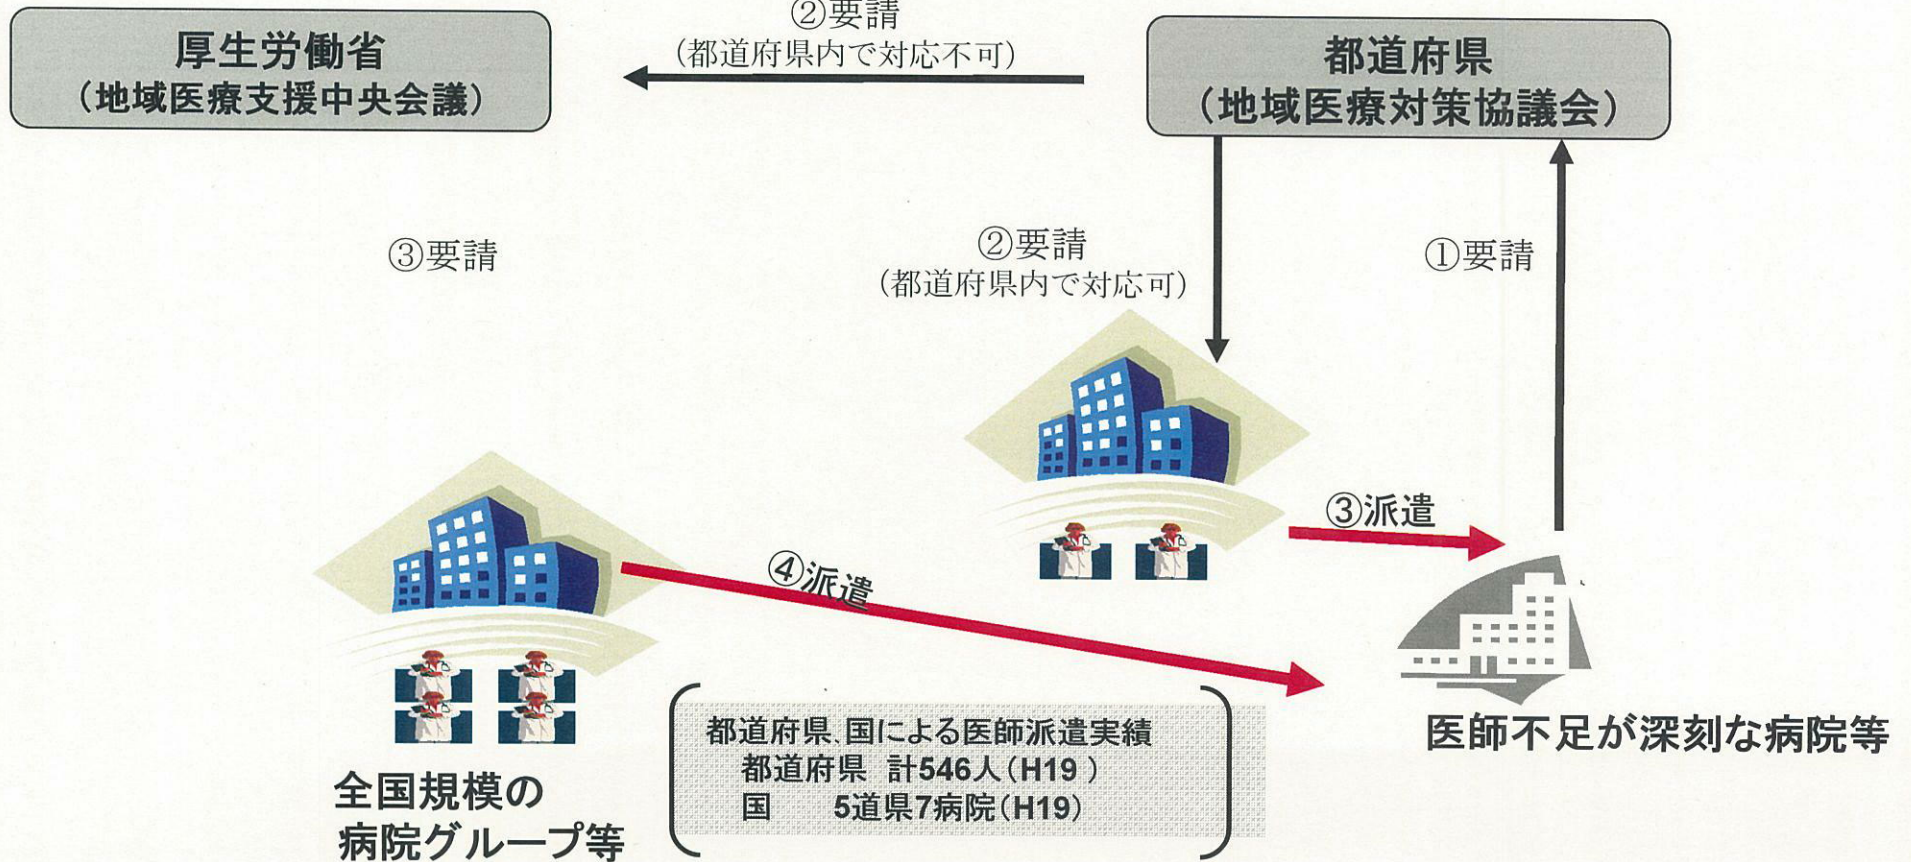 ②要請
(都道府県内で対応不可)
厚生労働省
(地域医療支援中央会議)
都道府県
(地域医療対策協議会)
③要請
②要請
(都道府県内で対応可)
①要請
③派遣
④派遣
都道府県、国による医師派遣実績
都道府県 計546人(H19 )
国 5道県7病院(H19)
医師不足が深刻な病院等
全国規模の
病院グループ等